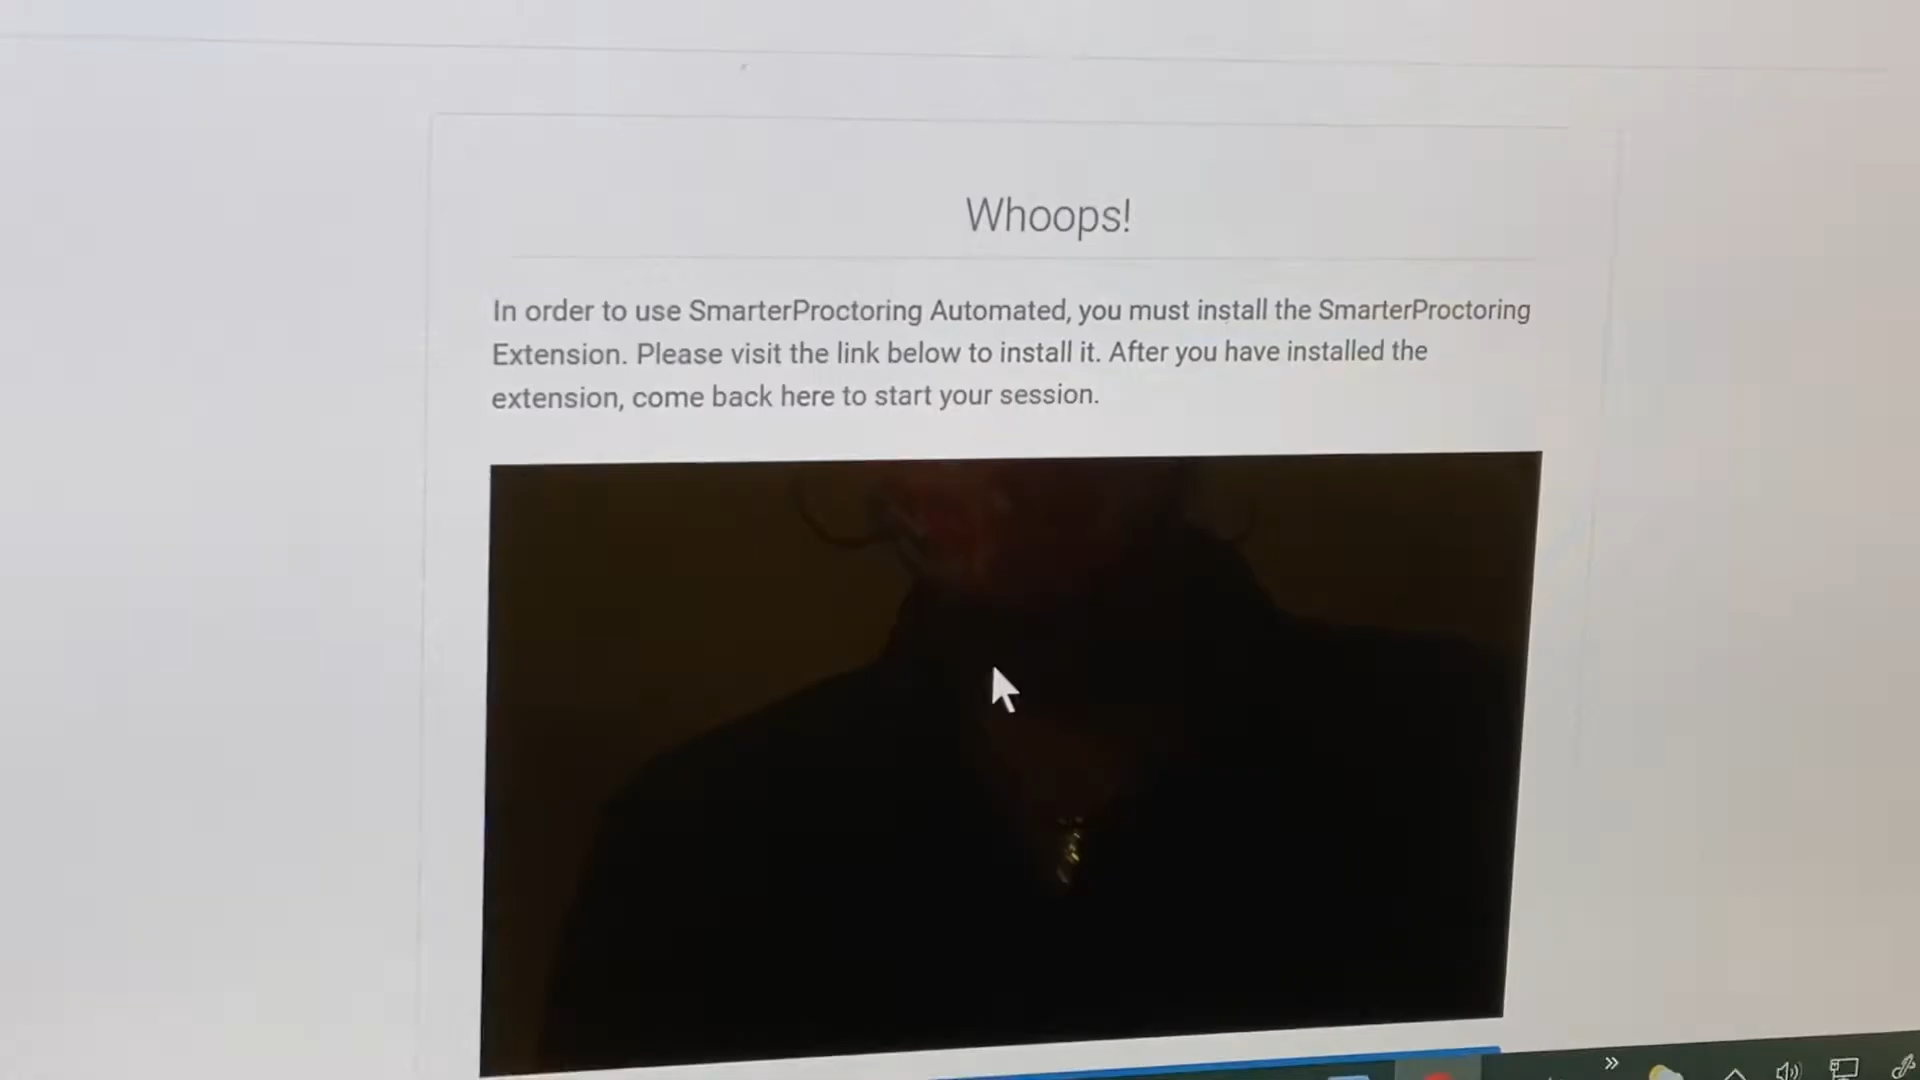 Whoops!
In order to use SmarterProctoring Automated, you must install the SmarterProctoring
Extension. Please visit the link below to install it. After you have installed the
extension, come back here to start your session.